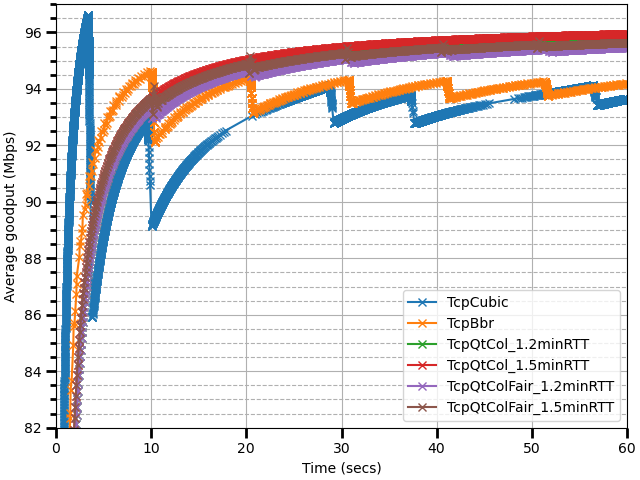 Average goodput (Mbps)
96
94
92
90
88
86
84
82
0
10
20
30
40
50
60
Time (secs)
TcpCubic
TcpBbr
TcpQtCol_1.2minRTT
TcpQtCol_1.5minRTT
TcpQtColFair_1.2minRTT
TcpQtColFair_1.5minRTT